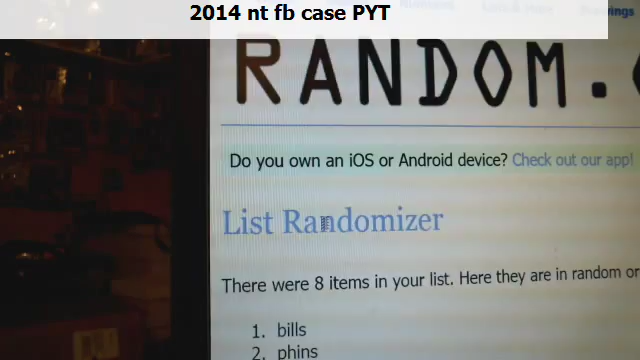 2014 nt fb case PYT
RANDOM.
Do you own an iOS or Android device? Check out our app!
List Randomizer
There were 8 items in your list. Here they are in random or
1. bills
2. phins